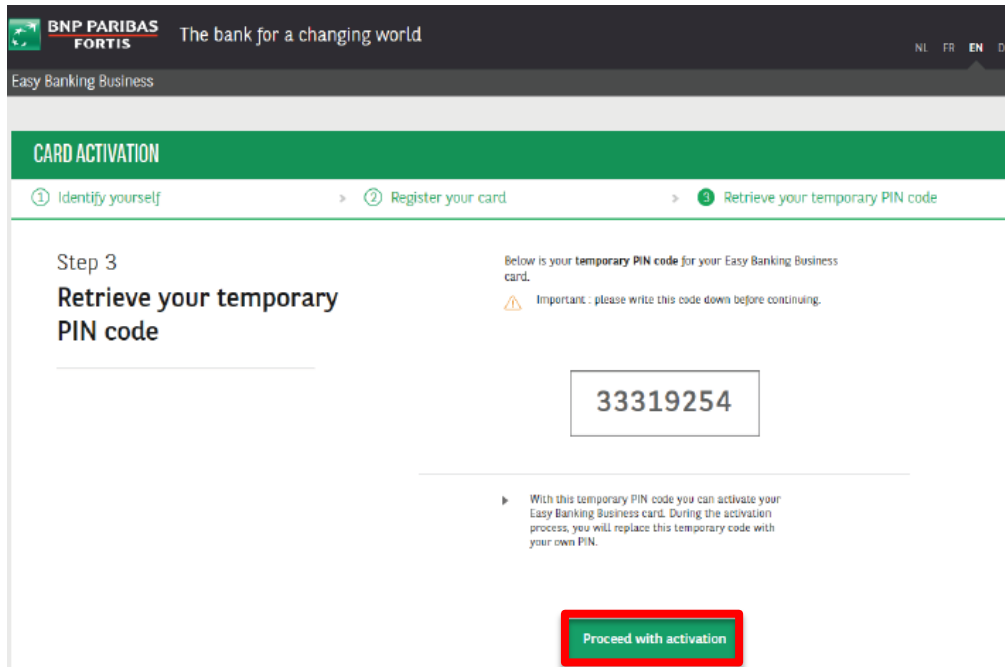 BNP PARIBAS
FORTIS
The bank for a changing world
NL FR EN D
Easy Banking Business
CARD ACTIVATION
1 Identify yourself > 2 Register your card > 3 Retrieve your temporary PIN code
Step 3
Retrieve your temporary
PIN code
Below is your temporary PIN code for your Easy Banking Business
card.
Important : please write this code down before continuing.
33319254
With this temporary PIN code you can activate your
Easy Banking Business card. During the activation
process, you will replace this temporary code with
your own PIN.
Proceed with activation